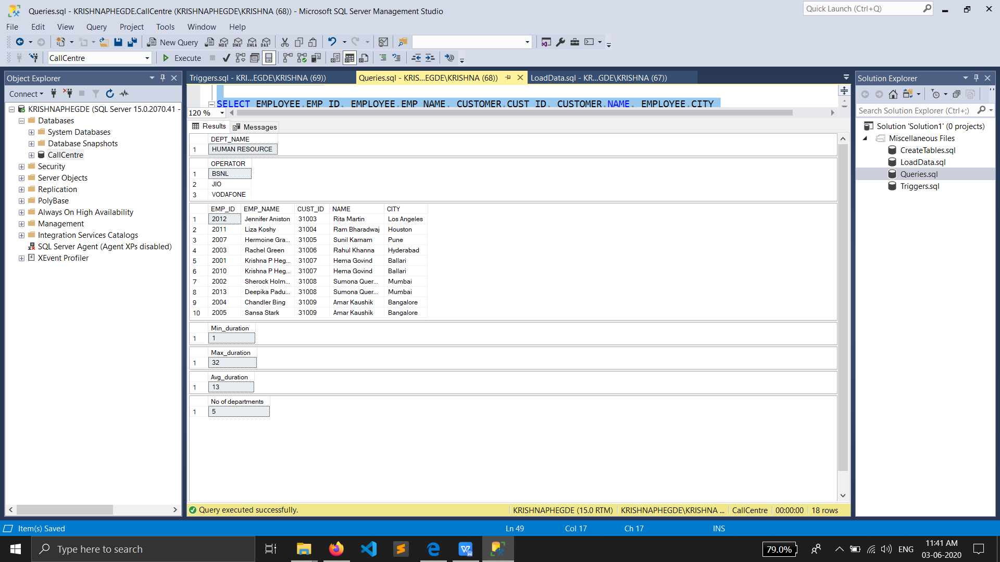 Queries.sql - KRISHNAPHEGDE.CallCentre (KRISHNAPHEGDE\KRISHNA (68)) - Microsoft SQL Server Management Studio
Quick Launch (Ctrl+Q)
File Edit View Query Project Tools Window Help
New Query MDX DMX XMLA DAX
CallCentre Execute
Object Explorer
Connect
KRISHNAPHEGDE (SQL Server 15.0.2070.41 -
Databases
System Databases
Database Snapshots
CallCentre
Security
Server Objects
Replication
PolyBase
Always On High Availability
Management
Integration Services Catalogs
SQL Server Agent (Agent XPs disabled)
XEvent Profiler
Triggers.sql - KRI...EGDE\KRISHNA (69)) Queries.sql - KRIS...EGDE\KRISHNA (68)) LoadData.sql - KR...GDE\KRISHNA (67))
SELECT EMPLOYEE.EMP_ID, EMPLOYEE.EMP_NAME, CUSTOMER.CUST_ID, CUSTOMER.NAME, EMPLOYEE.CITY
120 %
Results Messages
DEPT_NAME
1 HUMAN RESOURCE
OPERATOR
1 BSNL
2 JIO
3 VODAFONE
EMP_ID EMP_NAME CUST_ID NAME CITY
1 2012 Jennifer Aniston 31003 Rita Martin Los Angeles
2 2011 Liza Koshy 31004 Ram Bharadwaj Houston
3 2007 Hermoine Gra... 31005 Sunil Karnam Pune
4 2003 Rachel Green 31006 Rahul Khanna Hyderabad
5 2001 Krishna P Heg... 31007 Hema Govind Ballari
6 2010 Krishna P Heg... 31007 Hema Govind Ballari
7 2002 Sherock Holm... 31008 Sumona Quer... Mumbai
8 2013 Deepika Padu... 31008 Sumona Quer... Mumbai
9 2004 Chandler Bing 31009 Amar Kaushik Bangalore
10 2005 Sansa Stark 31009 Amar Kaushik Bangalore
Min_duration
1 1
Max_duration
1 32
Avg_duration
1 13
No of departments
1 5
Query executed successfully. KRISHNAPHEGDE (15.0 RTM) KRISHNAPHEGDE\KRISHNA ... CallCentre 00:00:00 18 rows
Solution Explorer
Search Solution Explorer (Ctrl+;)
Solution 'Solution1' (0 projects)
Miscellaneous Files
CreateTables.sql
LoadData.sql
Queries.sql
Triggers.sql
Item(s) Saved Ln 49 Col 17 Ch 17 INS
Type here to search
79.0% ENG
11:41 AM
03-06-2020